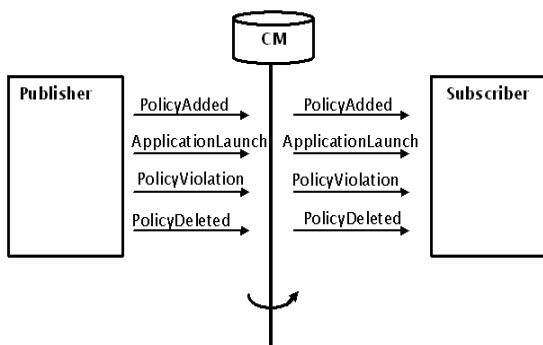 CM
Publisher
PolicyAdded
ApplicationLaunch
PolicyViolation
PolicyDeleted
PolicyAdded
ApplicationLaunch
PolicyViolation
PolicyDeleted
Subscriber